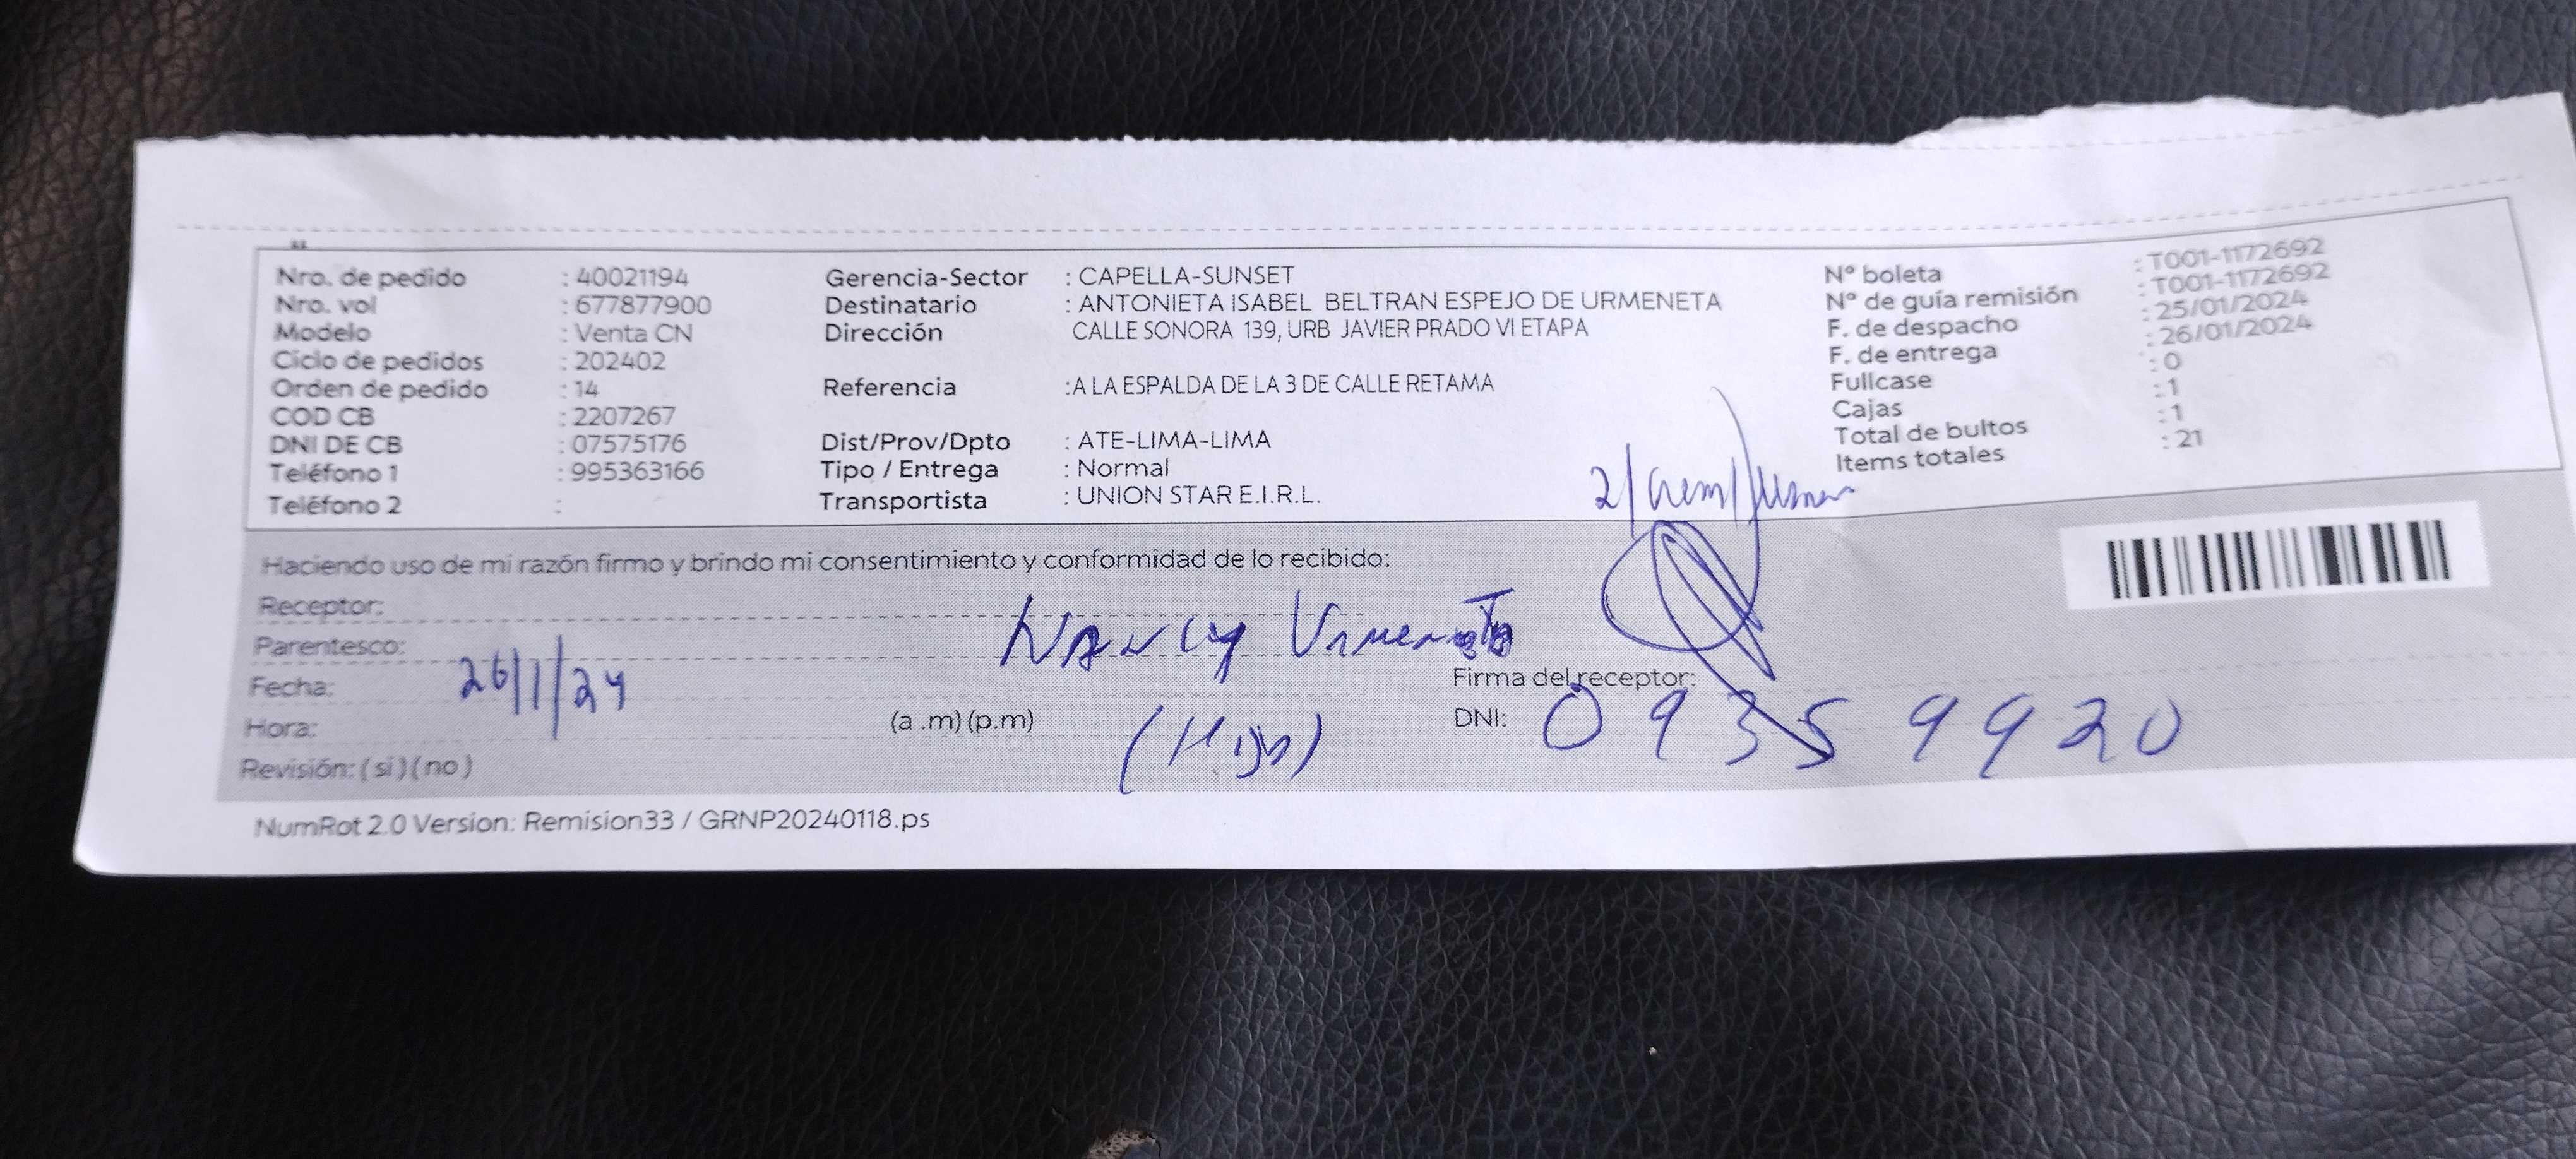 Nro. de pedido : 40021194
Nro. vol : 677877900
Modelo : Venta CN
Ciclo de pedidos : 202402
Orden de pedido : 14
COD CB : 2207267
DNI DE CB : 07575176
Teléfono 1 : 995363166
Teléfono 2 :
Gerencia-Sector : CAPELLA-SUNSET
Destinatario : ANTONIETA ISABEL BELTRAN ESPEJO DE URMENETA
Dirección CALLE SONORA 139, URB JAVIER PRADO VI ETAPA
Referencia :A LA ESPALDA DE LA 3 DE CALLE RETAMA
Dist/Prov/Dpto : ATE-LIMA-LIMA
Tipo / Entrega : Normal
Transportista : UNION STAR E.I.R.L.
N° boleta : T001-1172692
N° de guía remisión : T001-1172692
F. de despacho : 25/01/2024
F. de entrega : 26/01/2024
Fullcase : 0
Cajas : 1
Total de bultos : 1
Items totales : 21
Haciendo uso de mi razón firmo y brindo mi consentimiento y conformidad de lo recibido:
Receptor:
Nancy Urmeneta
Parentesco:
Fecha: 26/1/24
Hora: (a .m) (p.m)
(Hija)
Revisión: ( si ) ( no )
Firma del receptor:
DNI: 09359920
NumRot 2.0 Version: Remision33 / GRNP20240118.ps